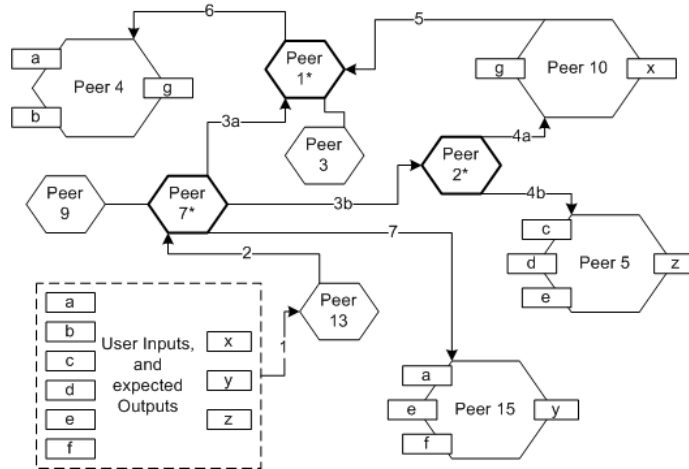 6
5
a
Peer 4
g
b
Peer
1*
g
Peer 10
x
3a
Peer
3
4a
Peer
2*
Peer
9
Peer
7*
3b
4b
7
2
c
d
e
Peer 5
z
a
b
c
d
e
f
User Inputs,
and
expected
Outputs
x
y
z
1
Peer
13
a
e
f
Peer 15
y